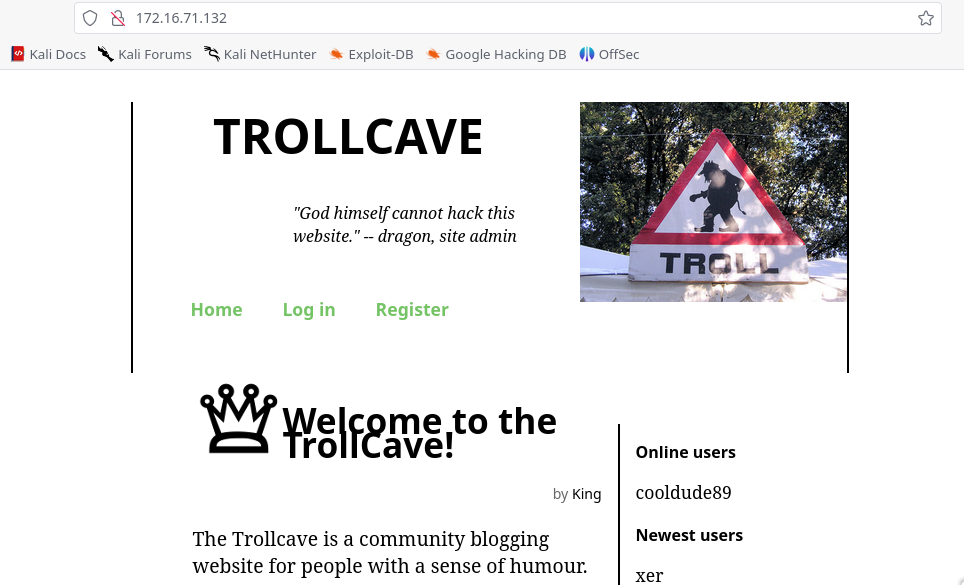 172.16.71.132
Kali Docs Kali Forums Kali NetHunter Exploit-DB Google Hacking DB OffSec
TROLLCAVE
"God himself cannot hack this
website." -- dragon, site admin
TROLL
Home Log in Register
Welcome to the
TrollCave!
by King
The Trollcave is a community blogging
website for people with a sense of humour.
Online users
cooldude89
Newest users
xer